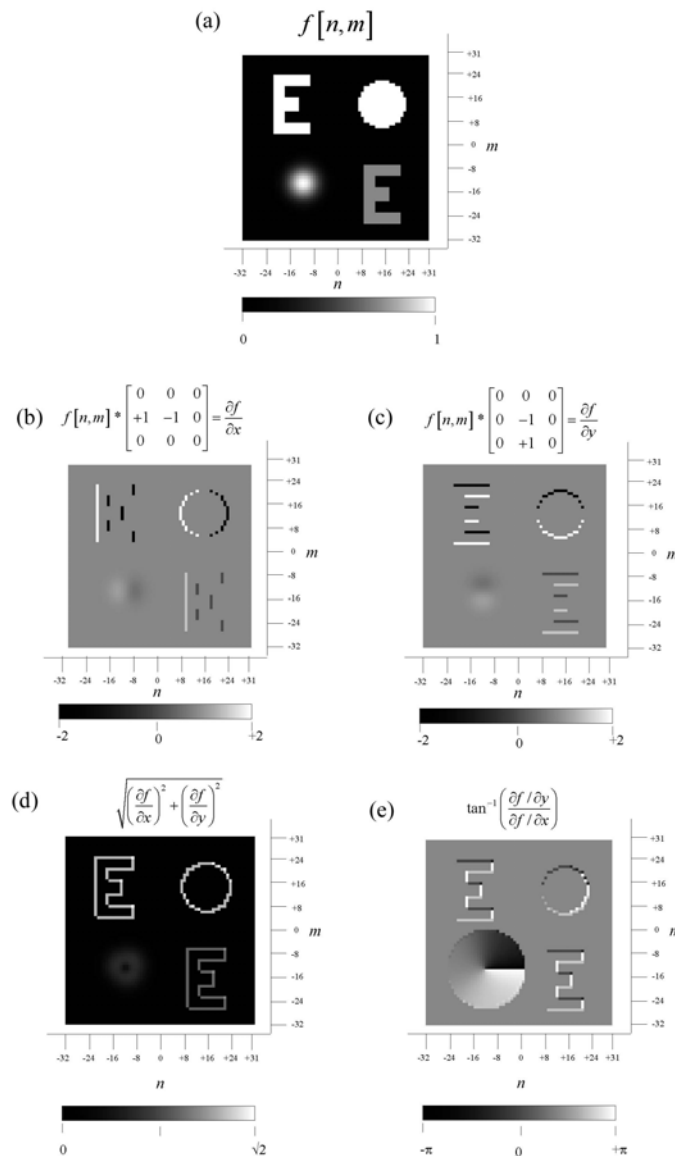 (a) f[n,m]
+31
+24
+16
+8
0 m
-8
-16
-24
-32
-32 -24 -16 -8 0 +8 +16 +24 +31
n
0 1
(b) f[n,m] * [0 0 0; +1 -1 0; 0 0 0] = ∂f/∂x
(c) f[n,m] * [0 0 0; 0 -1 0; 0 +1 0] = ∂f/∂y
+31
+24
+16
+8
0 m
-8
-16
-24
-32
-32 -24 -16 -8 0 +8 +16 +24 +31
n
-2 0 +2
+31
+24
+16
+8
0 m
-8
-16
-24
-32
-32 -24 -16 -8 0 +8 +16 +24 +31
n
-2 0 +2
(d) √((∂f/∂x)² + (∂f/∂y)²)
(e) tan⁻¹((∂f/∂y)/(∂f/∂x))
+31
+24
+16
+8
0 m
-8
-16
-24
-32
-32 -24 -16 -8 0 +8 +16 +24 +31
n
0 √2
+31
+24
+16
+8
0 m
-8
-16
-24
-32
-32 -24 -16 -8 0 +8 +16 +24 +31
n
-π 0 +π